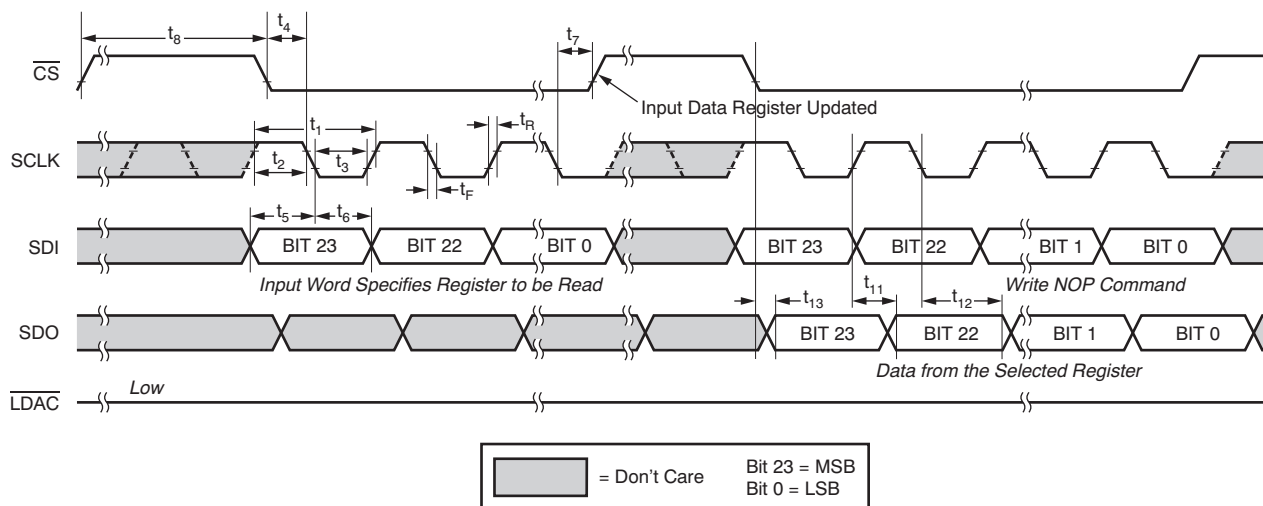 t8
t4
t7
CS
Input Data Register Updated
t1
tR
SCLK
t2
t3
tF
t5
t6
SDI
BIT 23
BIT 22
BIT 0
BIT 23
BIT 22
BIT 1
BIT 0
Input Word Specifies Register to be Read
Write NOP Command
t13
t11
t12
SDO
BIT 23
BIT 22
BIT 1
BIT 0
Data from the Selected Register
Low
LDAC
= Don't Care
Bit 23 = MSB
Bit 0 = LSB